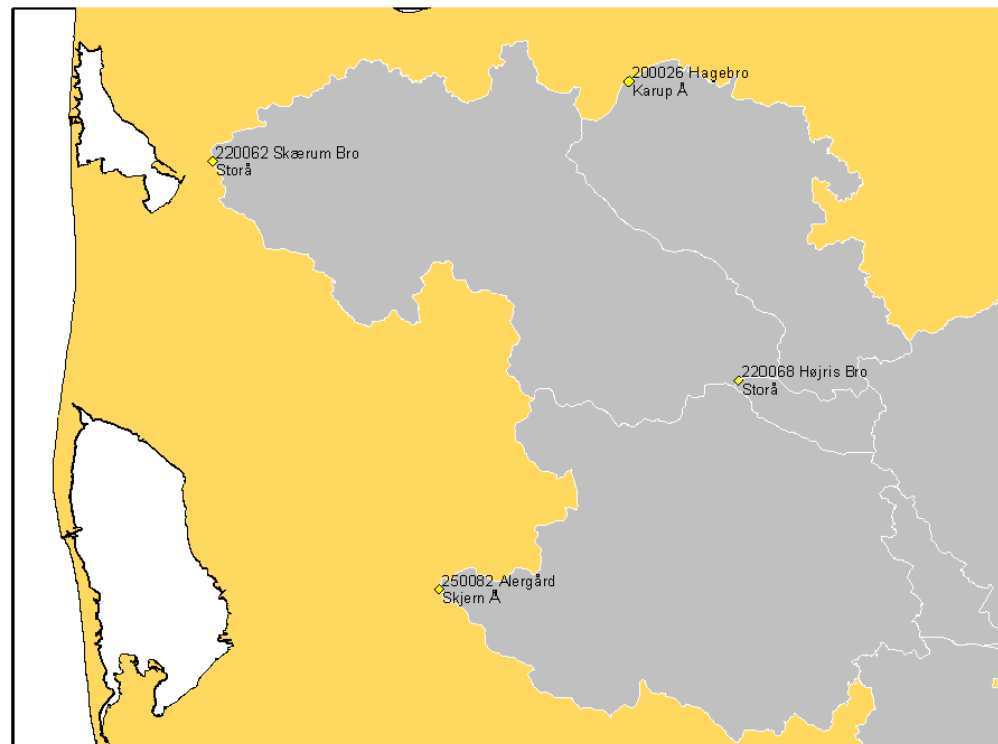 200026 Hagebro
Karup Å
220062 Skærum Bro
Storå
220068 Højris Bro
Storå
250082 Alergård
Skjern Å